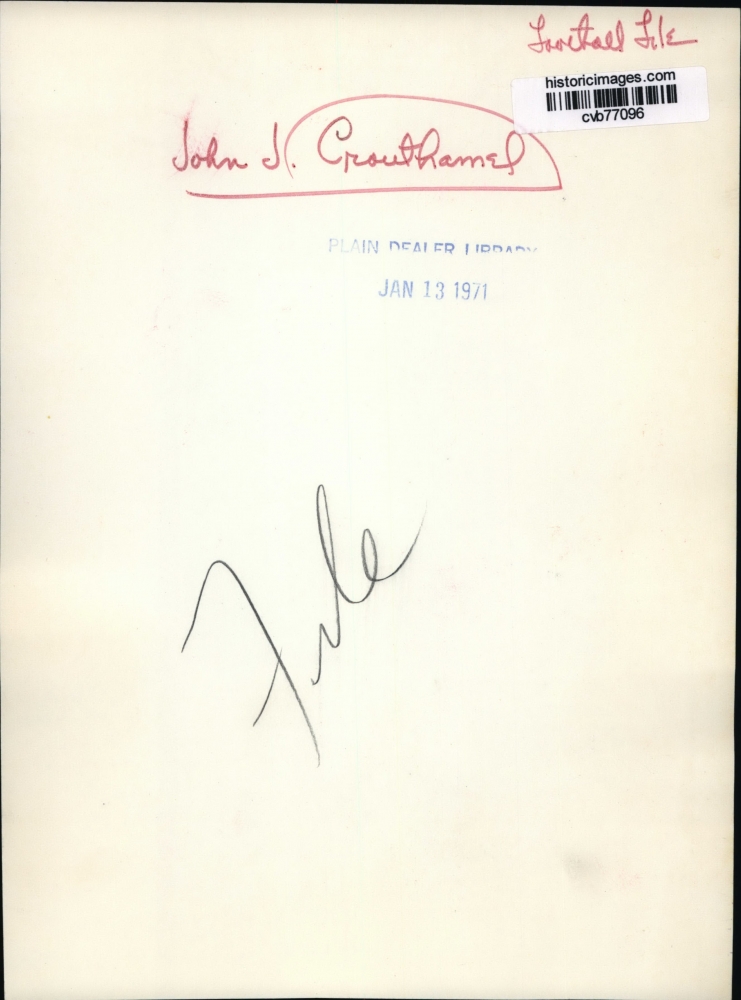 Football File
historicimages.com
cvb77096
John J. Crouthamel
PLAIN DEALER LIBRARY
JAN 13 1971
File